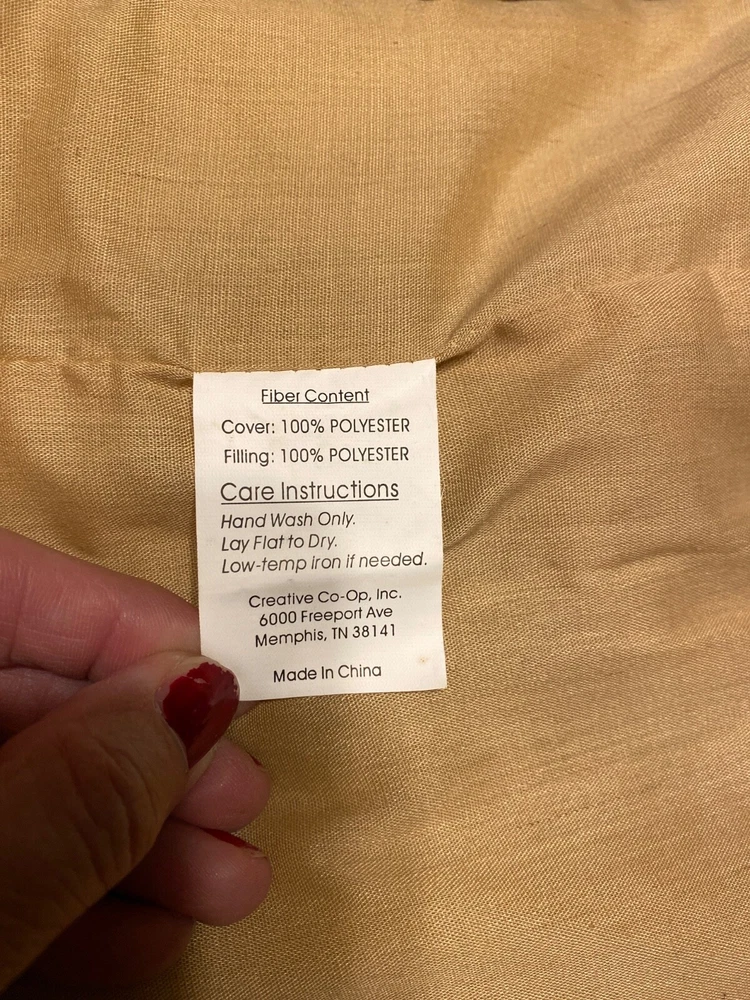 Fiber Content
Cover: 100% POLYESTER
Filling: 100% POLYESTER
Care Instructions
Hand Wash Only.
Lay Flat to Dry.
Low-temp iron if needed.
Creative Co-Op, Inc.
6000 Freeport Ave
Memphis, TN 38141
Made In China